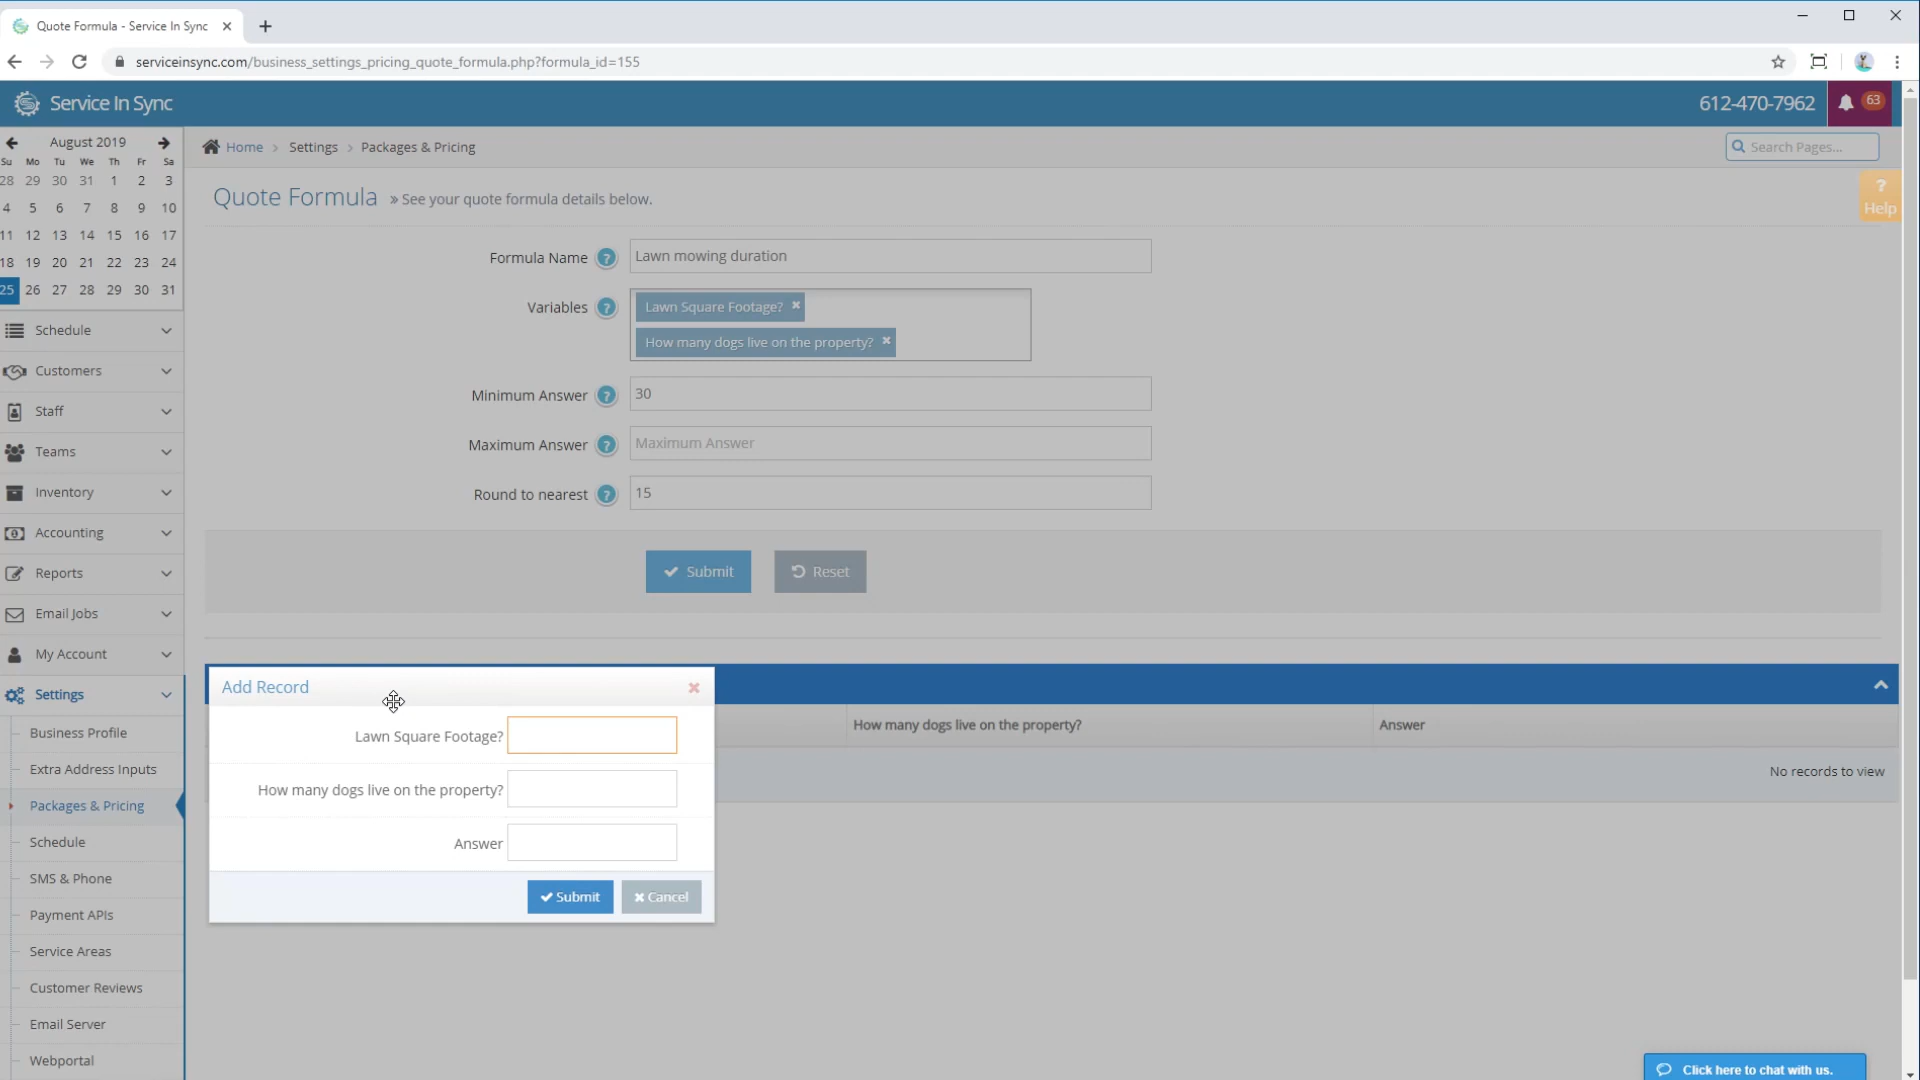 Quote Formula - Service In Sync
serviceinsync.com/business_settings_pricing_quote_formula.php?formula_id=155
Service In Sync
612-470-7962
63
August 2019
Su Mo Tu We Th Fr Sa
28 29 30 31 1 2 3
4 5 6 7 8 9 10
11 12 13 14 15 16 17
18 19 20 21 22 23 24
25 26 27 28 29 30 31
Schedule
Customers
Staff
Teams
Inventory
Accounting
Reports
Email Jobs
My Account
Settings
Business Profile
Extra Address Inputs
Packages & Pricing
Schedule
SMS & Phone
Payment APIs
Service Areas
Customer Reviews
Email Server
Webportal
Home > Settings > Packages & Pricing
Search Pages...
Quote Formula » See your quote formula details below.
? Help
Formula Name ? Lawn mowing duration
Variables ? Lawn Square Footage? ×
How many dogs live on the property? ×
Minimum Answer ? 30
Maximum Answer ? Maximum Answer
Round to nearest ? 15
Submit Reset
How many dogs live on the property? Answer
No records to view
Add Record
Lawn Square Footage?
How many dogs live on the property?
Answer
Submit Cancel
Click here to chat with us.